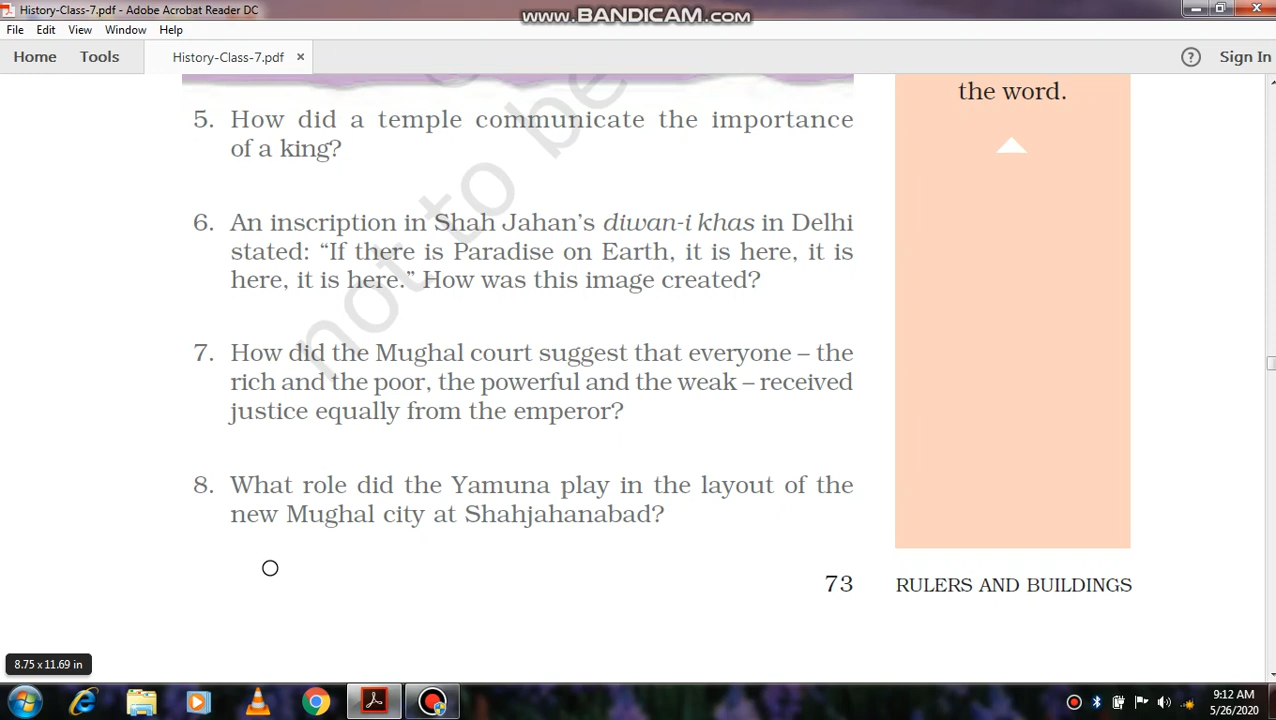 History-Class-7.pdf - Adobe Acrobat Reader DC
www.BANDICAM.com
File Edit View Window Help
Home Tools History-Class-7.pdf × ? Sign In
the word.
5. How did a temple communicate the importance
of a king?
6. An inscription in Shah Jahan’s diwan-i khas in Delhi
stated: “If there is Paradise on Earth, it is here, it is
here, it is here.” How was this image created?
7. How did the Mughal court suggest that everyone – the
rich and the poor, the powerful and the weak – received
justice equally from the emperor?
8. What role did the Yamuna play in the layout of the
new Mughal city at Shahjahanabad?
not to be
73 RULERS AND BUILDINGS
8.75 x 11.69 in
9:12 AM
5/26/2020